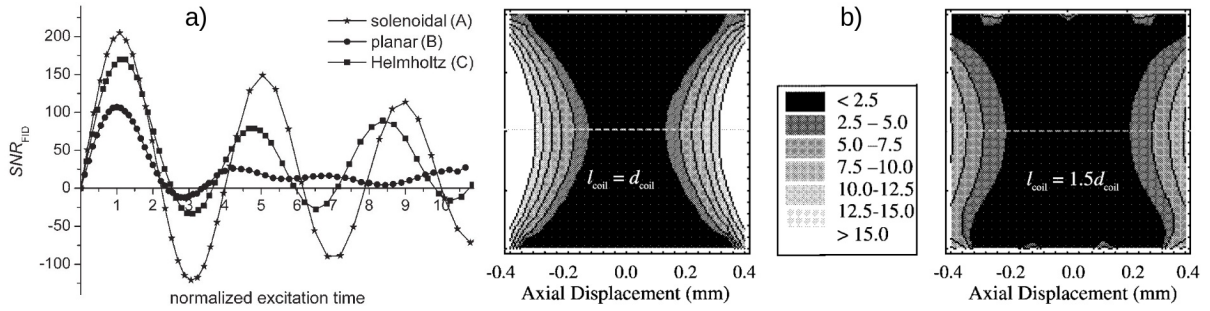 a)
solenoidal (A)
planar (B)
Helmholtz (C)
200
150
100
50
0
-50
-100
SNR_FID
1 2 3 4 5 6 7 8 9 10
normalized excitation time
b)
l_coil = d_coil
-0.4 -0.2 0.0 0.2 0.4
Axial Displacement (mm)
< 2.5
2.5 – 5.0
5.0 – 7.5
7.5 – 10.0
10.0-12.5
12.5-15.0
> 15.0
l_coil = 1.5d_coil
-0.4 -0.2 0.0 0.2 0.4
Axial Displacement (mm)